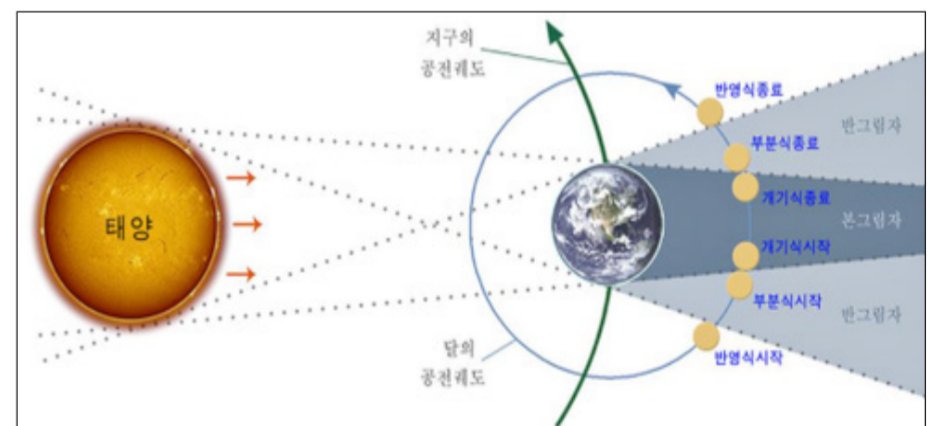 지구의
공전궤도
반영식종료
반그림자
부분식종료
개기식종료
태양
본그림자
개기식시작
부분식시작
반그림자
달의
공전궤도
반영식시작